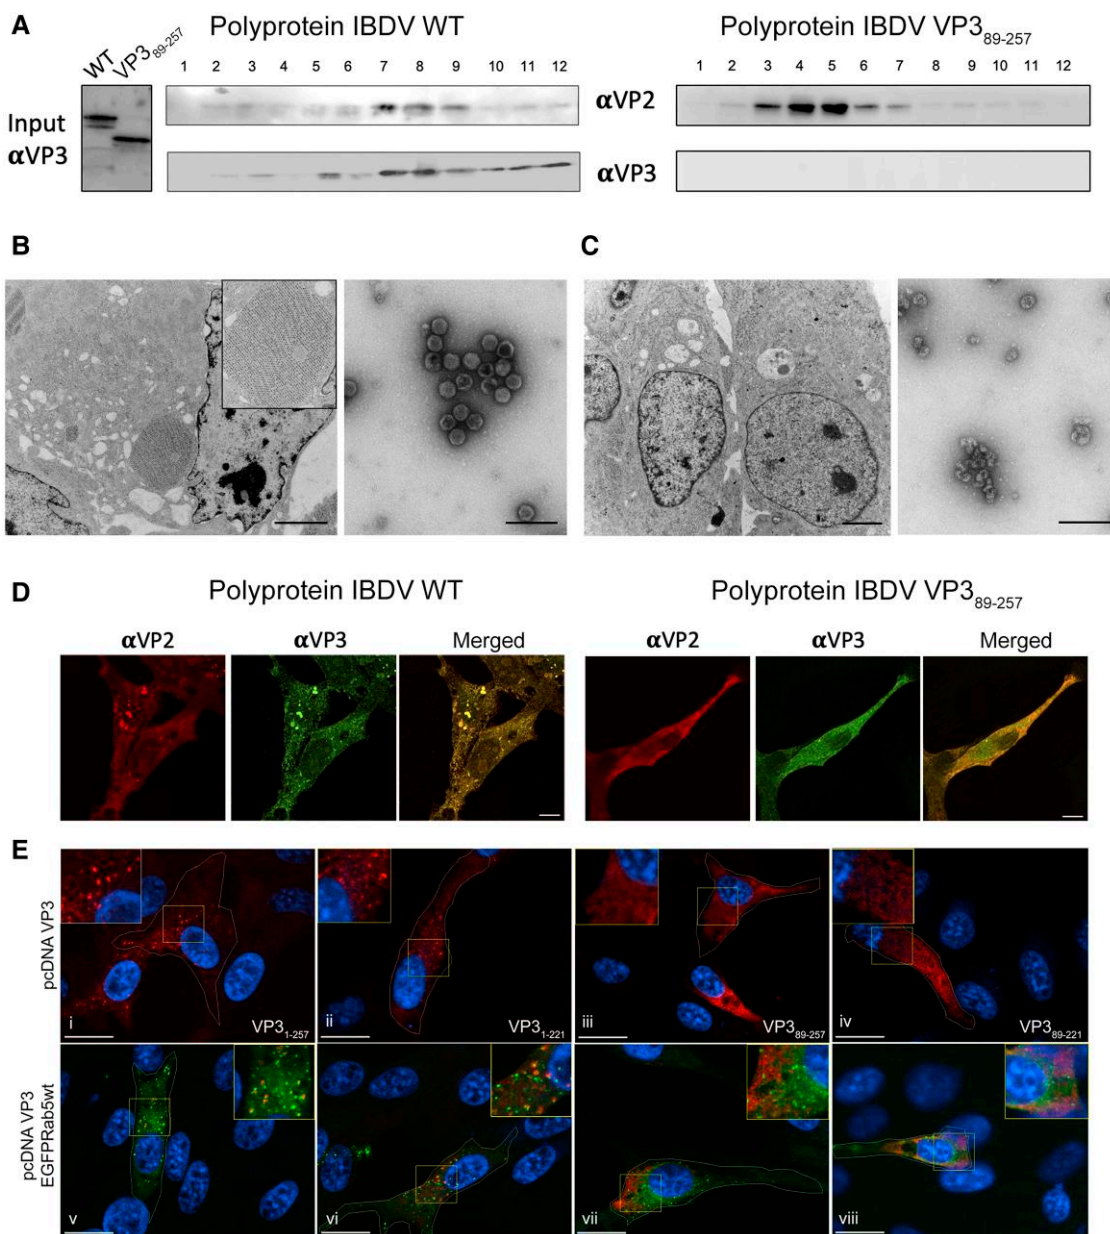 A
Polyprotein IBDV WT
Polyprotein IBDV VP3₈₉₋₂₅₇
WT
VP3₈₉₋₂₅₇
1 2 3 4 5 6 7 8 9 10 11 12
1 2 3 4 5 6 7 8 9 10 11 12
Input
αVP3
αVP2
αVP3
B
C
D
Polyprotein IBDV WT
Polyprotein IBDV VP3₈₉₋₂₅₇
αVP2
αVP3
Merged
αVP2
αVP3
Merged
E
pcDNA VP3
i
VP3₁₋₂₅₇
ii
VP3₁₋₂₂₁
iii
VP3₈₉₋₂₅₇
iv
VP3₈₉₋₂₂₁
pcDNA VP3
EGFPRab5wt
v
vi
vii
viii